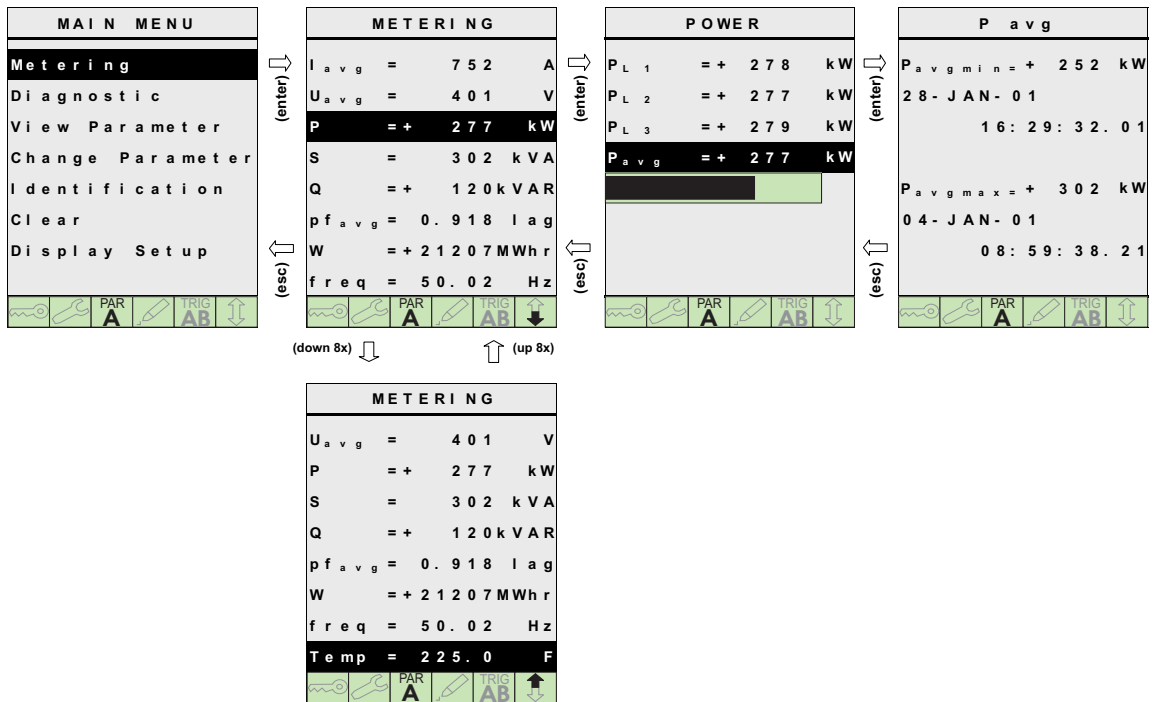 MAIN MENU
Metering
Diagnostic
View Parameter
Change Parameter
Identification
Clear
Display Setup
PAR A TRIG AB
(enter)
(esc)
METERING
Iavg = 752 A
Uavg = 401 V
P =+ 277 kW
S = 302 kVA
Q =+ 120kVAR
pfavg = 0.918 lag
W =+21207MWhr
freq = 50.02 Hz
PAR A TRIG AB
(enter)
(esc)
POWER
PL1 =+ 278 kW
PL2 =+ 277 kW
PL3 =+ 279 kW
Pavg =+ 277 kW
PAR A TRIG AB
(enter)
(esc)
P avg
Pavgmin=+ 252 kW
28-JAN-01
16:29:32.01
Pavgmax=+ 302 kW
04-JAN-01
08:59:38.21
PAR A TRIG AB
(down 8x)
(up 8x)
METERING
Uavg = 401 V
P =+ 277 kW
S = 302 kVA
Q =+ 120kVAR
pfavg = 0.918 lag
W =+21207MWhr
freq = 50.02 Hz
Temp = 225.0 F
PAR A TRIG AB